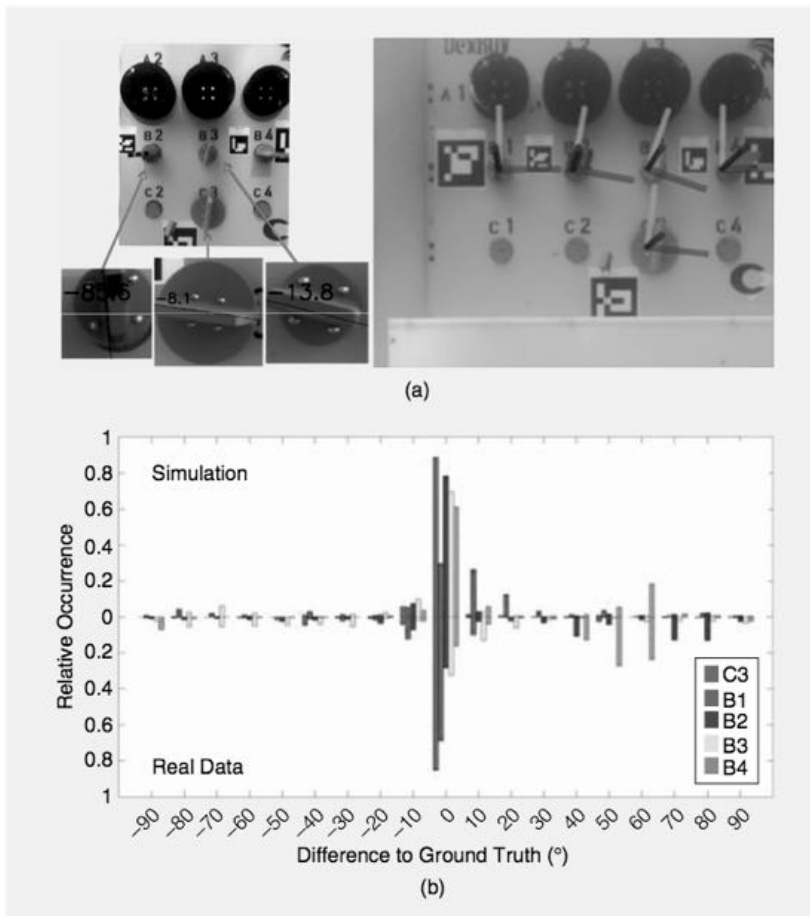 A2 A3
B2 B3 B4
C2 C3 C4
-85.6
-8.1
-13.8
A2 A3
A1
C1 C2 C4
(a)
1
0.8
0.6
0.4
0.2
0
0.2
0.4
0.6
0.8
1
Simulation
Real Data
Relative Occurrence
C3
B1
B2
B3
B4
-90 -80 -70 -60 -50 -40 -30 -20 -10 0 10 20 30 40 50 60 70 80 90
Difference to Ground Truth (°)
(b)